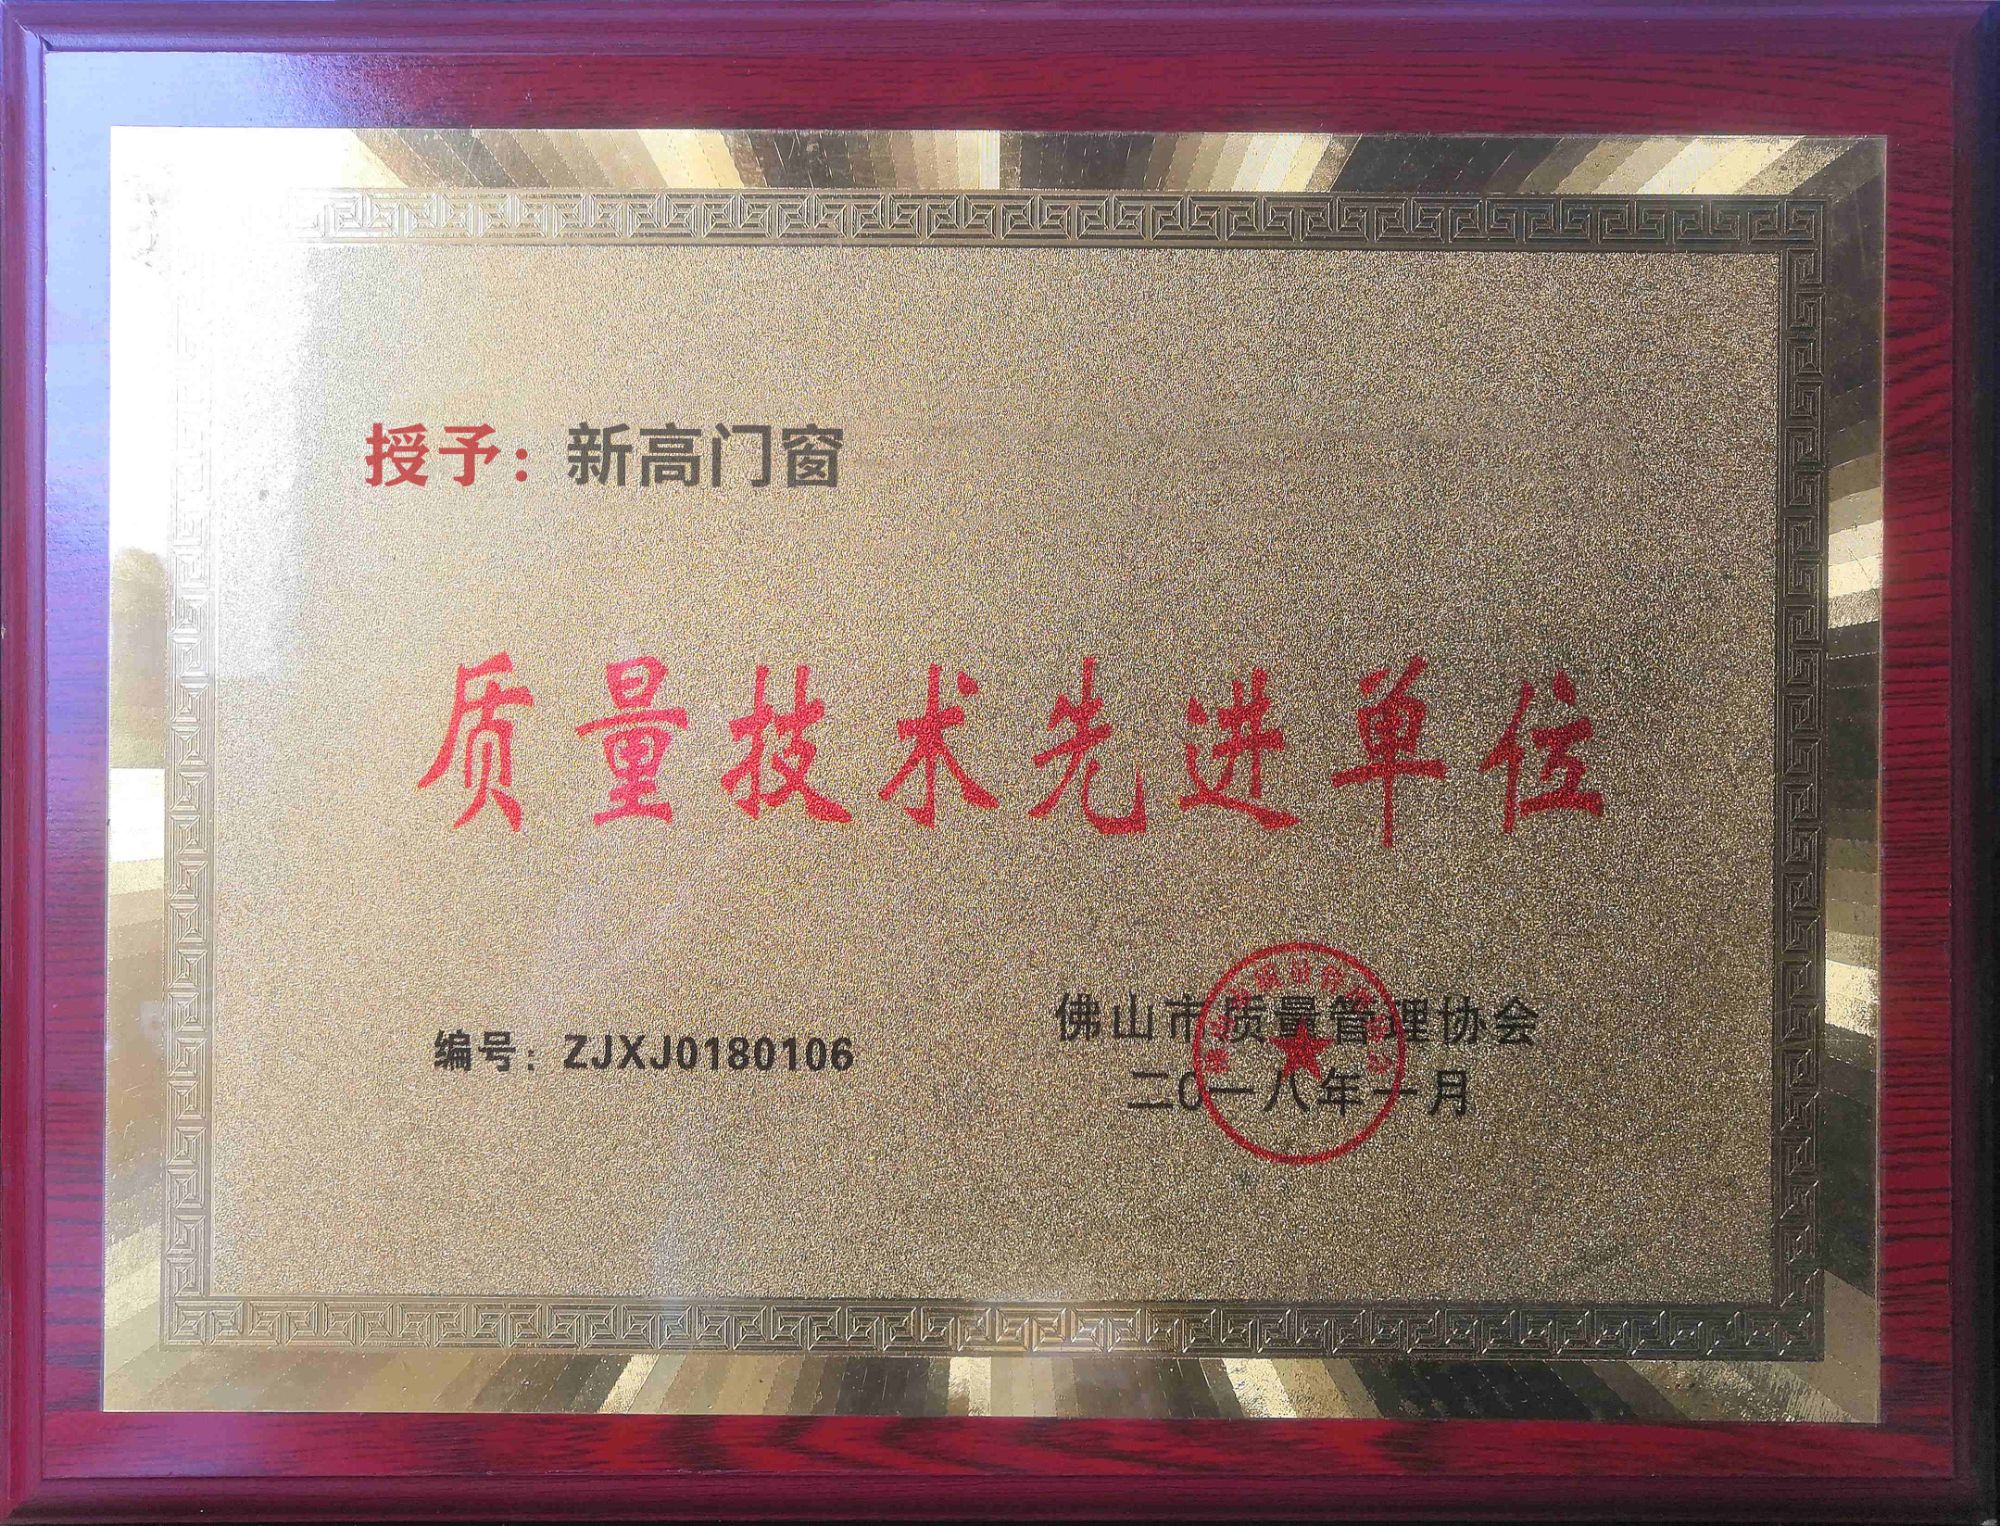 授予：新高门窗
质量技术先进单位
编号：ZJXJ0180106
佛山市质量管理协会
二0一八年一月